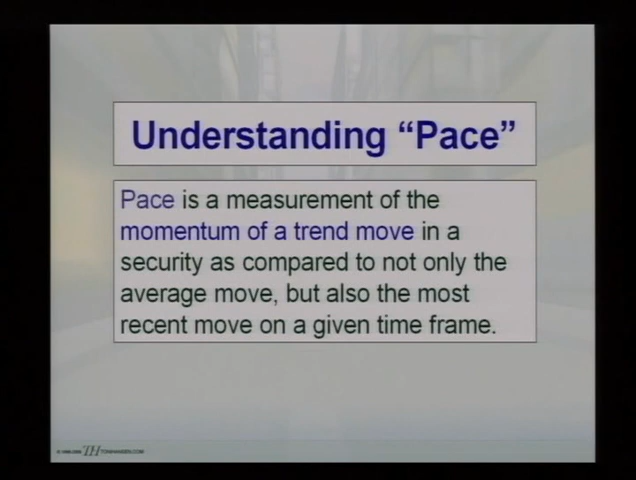 Understanding “Pace”
Pace is a measurement of the
momentum of a trend move in a
security as compared to not only the
average move, but also the most
recent move on a given time frame.